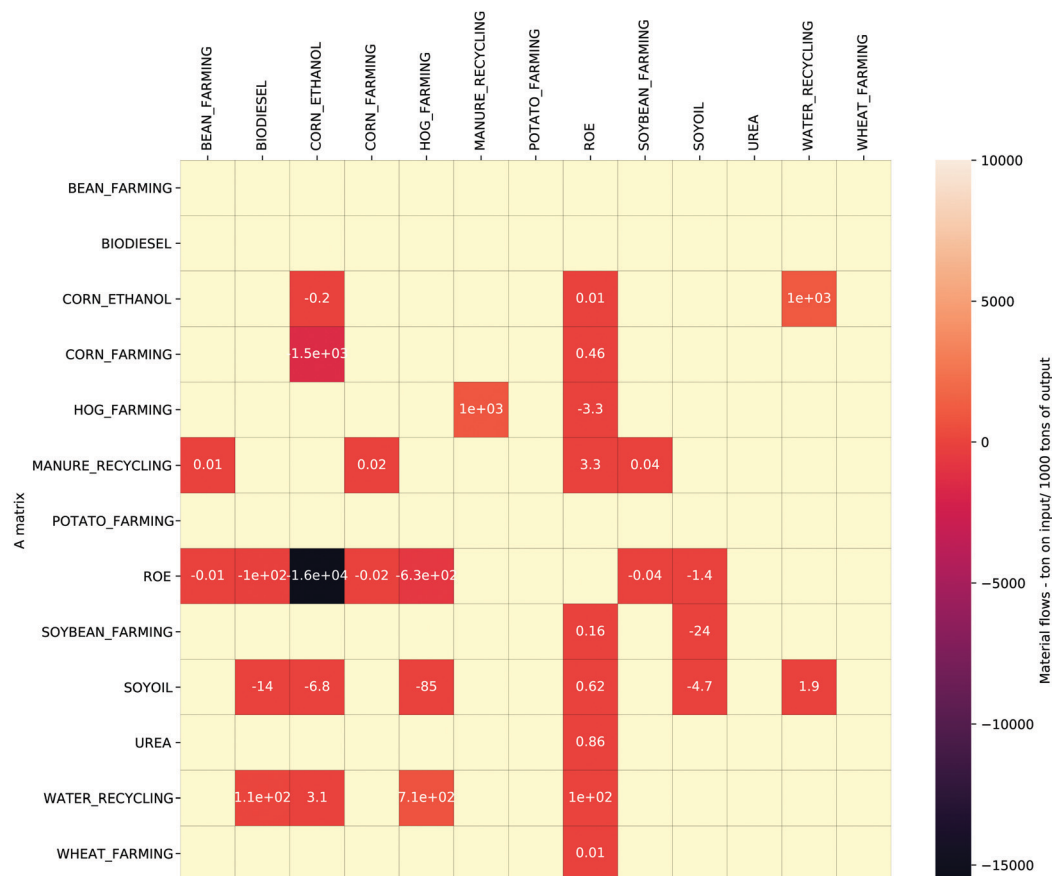 BEAN_FARMING
BIODIESEL
CORN_ETHANOL
CORN_FARMING
HOG_FARMING
MANURE_RECYCLING
POTATO_FARMING
ROE
SOYBEAN_FARMING
SOYOIL
UREA
WATER_RECYCLING
WHEAT_FARMING
BEAN_FARMING
BIODIESEL
CORN_ETHANOL -0.2 0.01 1e+03
CORN_FARMING -1.5e+03 0.46
HOG_FARMING 1e+03 -3.3
MANURE_RECYCLING 0.01 0.02 3.3 0.04
POTATO_FARMING
ROE -0.01 -1e+02 -1.6e+04 -0.02 -6.3e+02 -0.04 -1.4
SOYBEAN_FARMING 0.16 -24
SOYOIL -14 -6.8 -85 0.62 -4.7 1.9
UREA 0.86
WATER_RECYCLING 1.1e+02 3.1 7.1e+02 1e+02
WHEAT_FARMING 0.01
A matrix
10000
5000
0
−5000
−10000
−15000
Material flows - ton on input/ 1000 tons of output